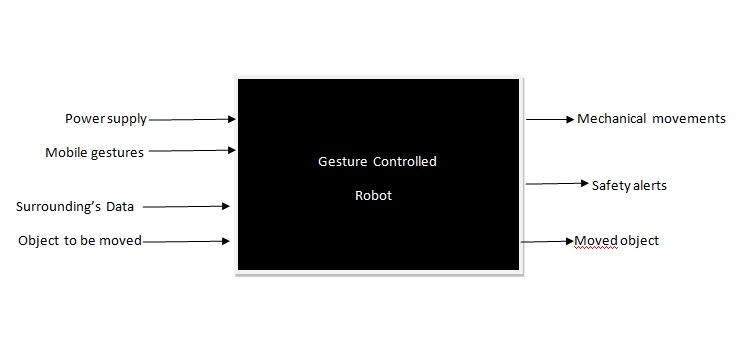 Power supply
Mobile gestures
Surrounding's Data
Object to be moved
Gesture Controlled
Robot
Mechanical movements
Safety alerts
Moved object